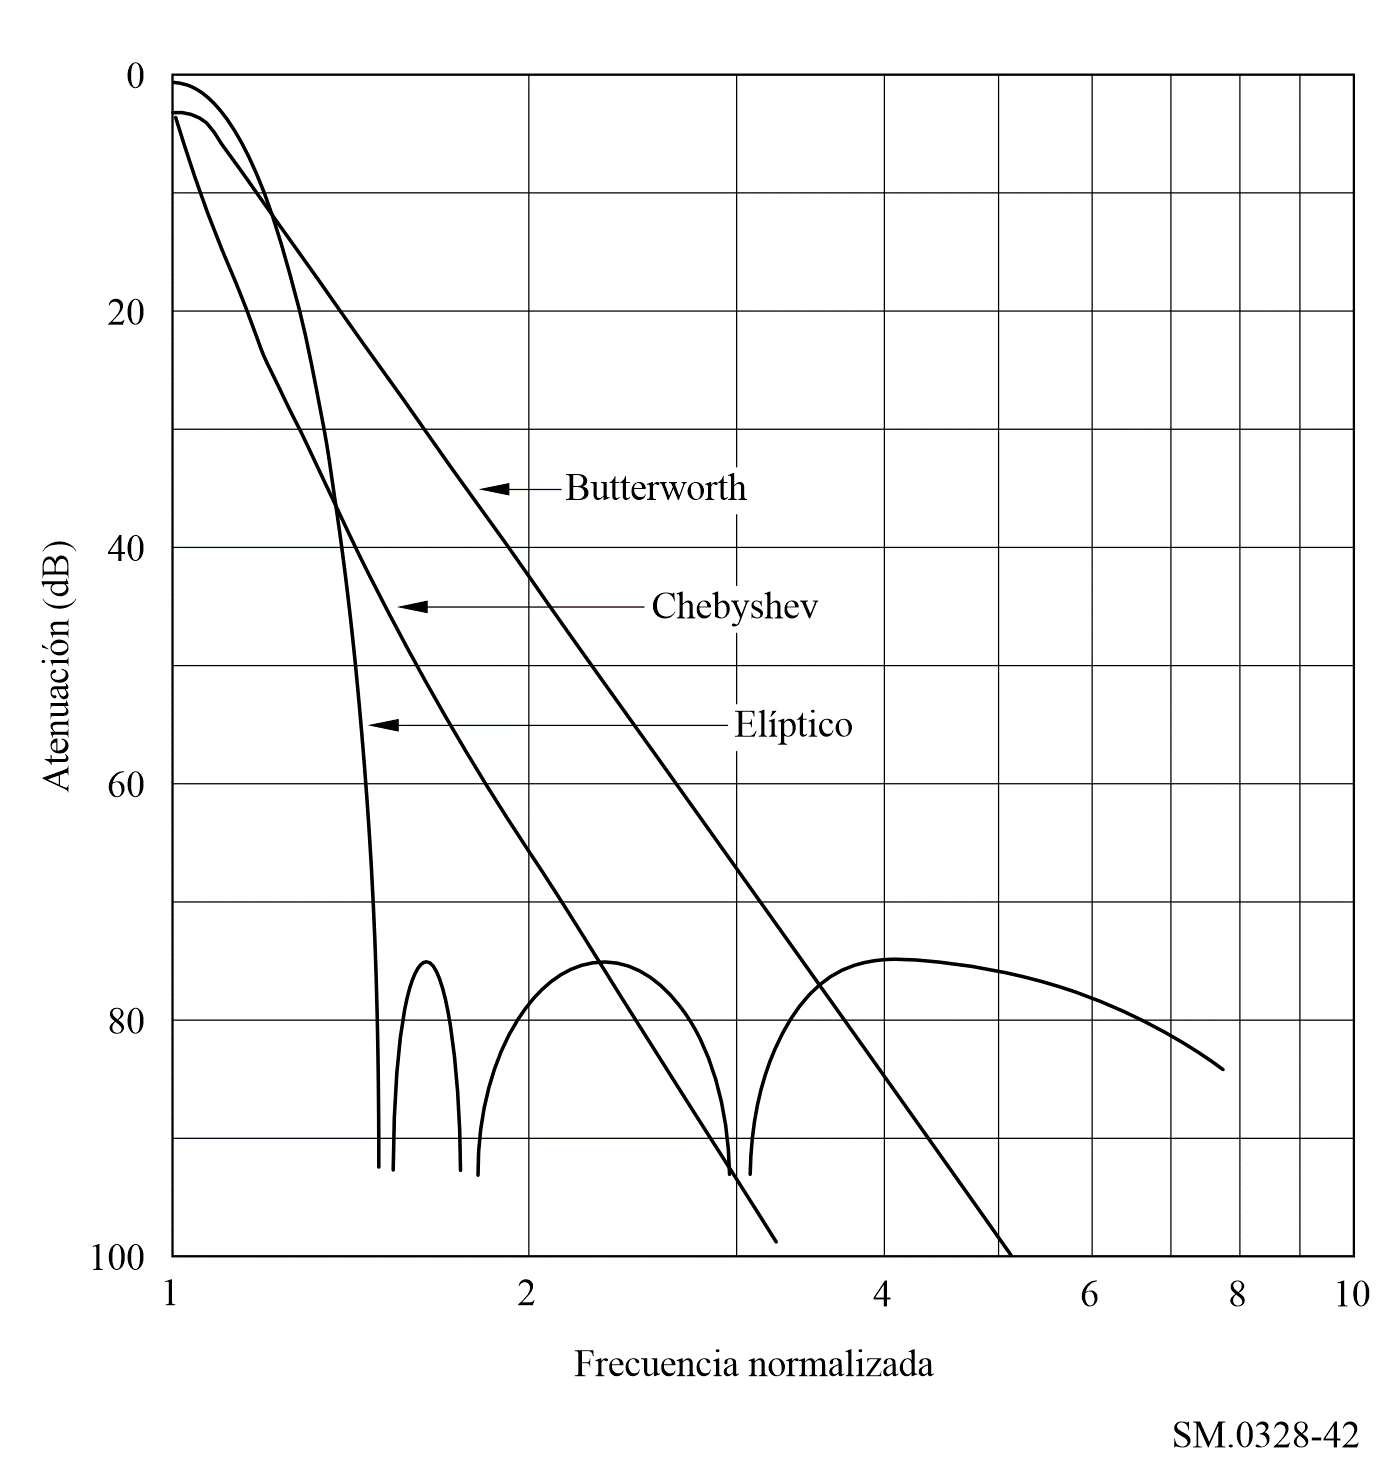 0
20
40
60
80
100
Atenuación (dB)
Butterworth
Chebyshev
Elíptico
1 2 4 6 8 10
Frecuencia normalizada
SM.0328-42